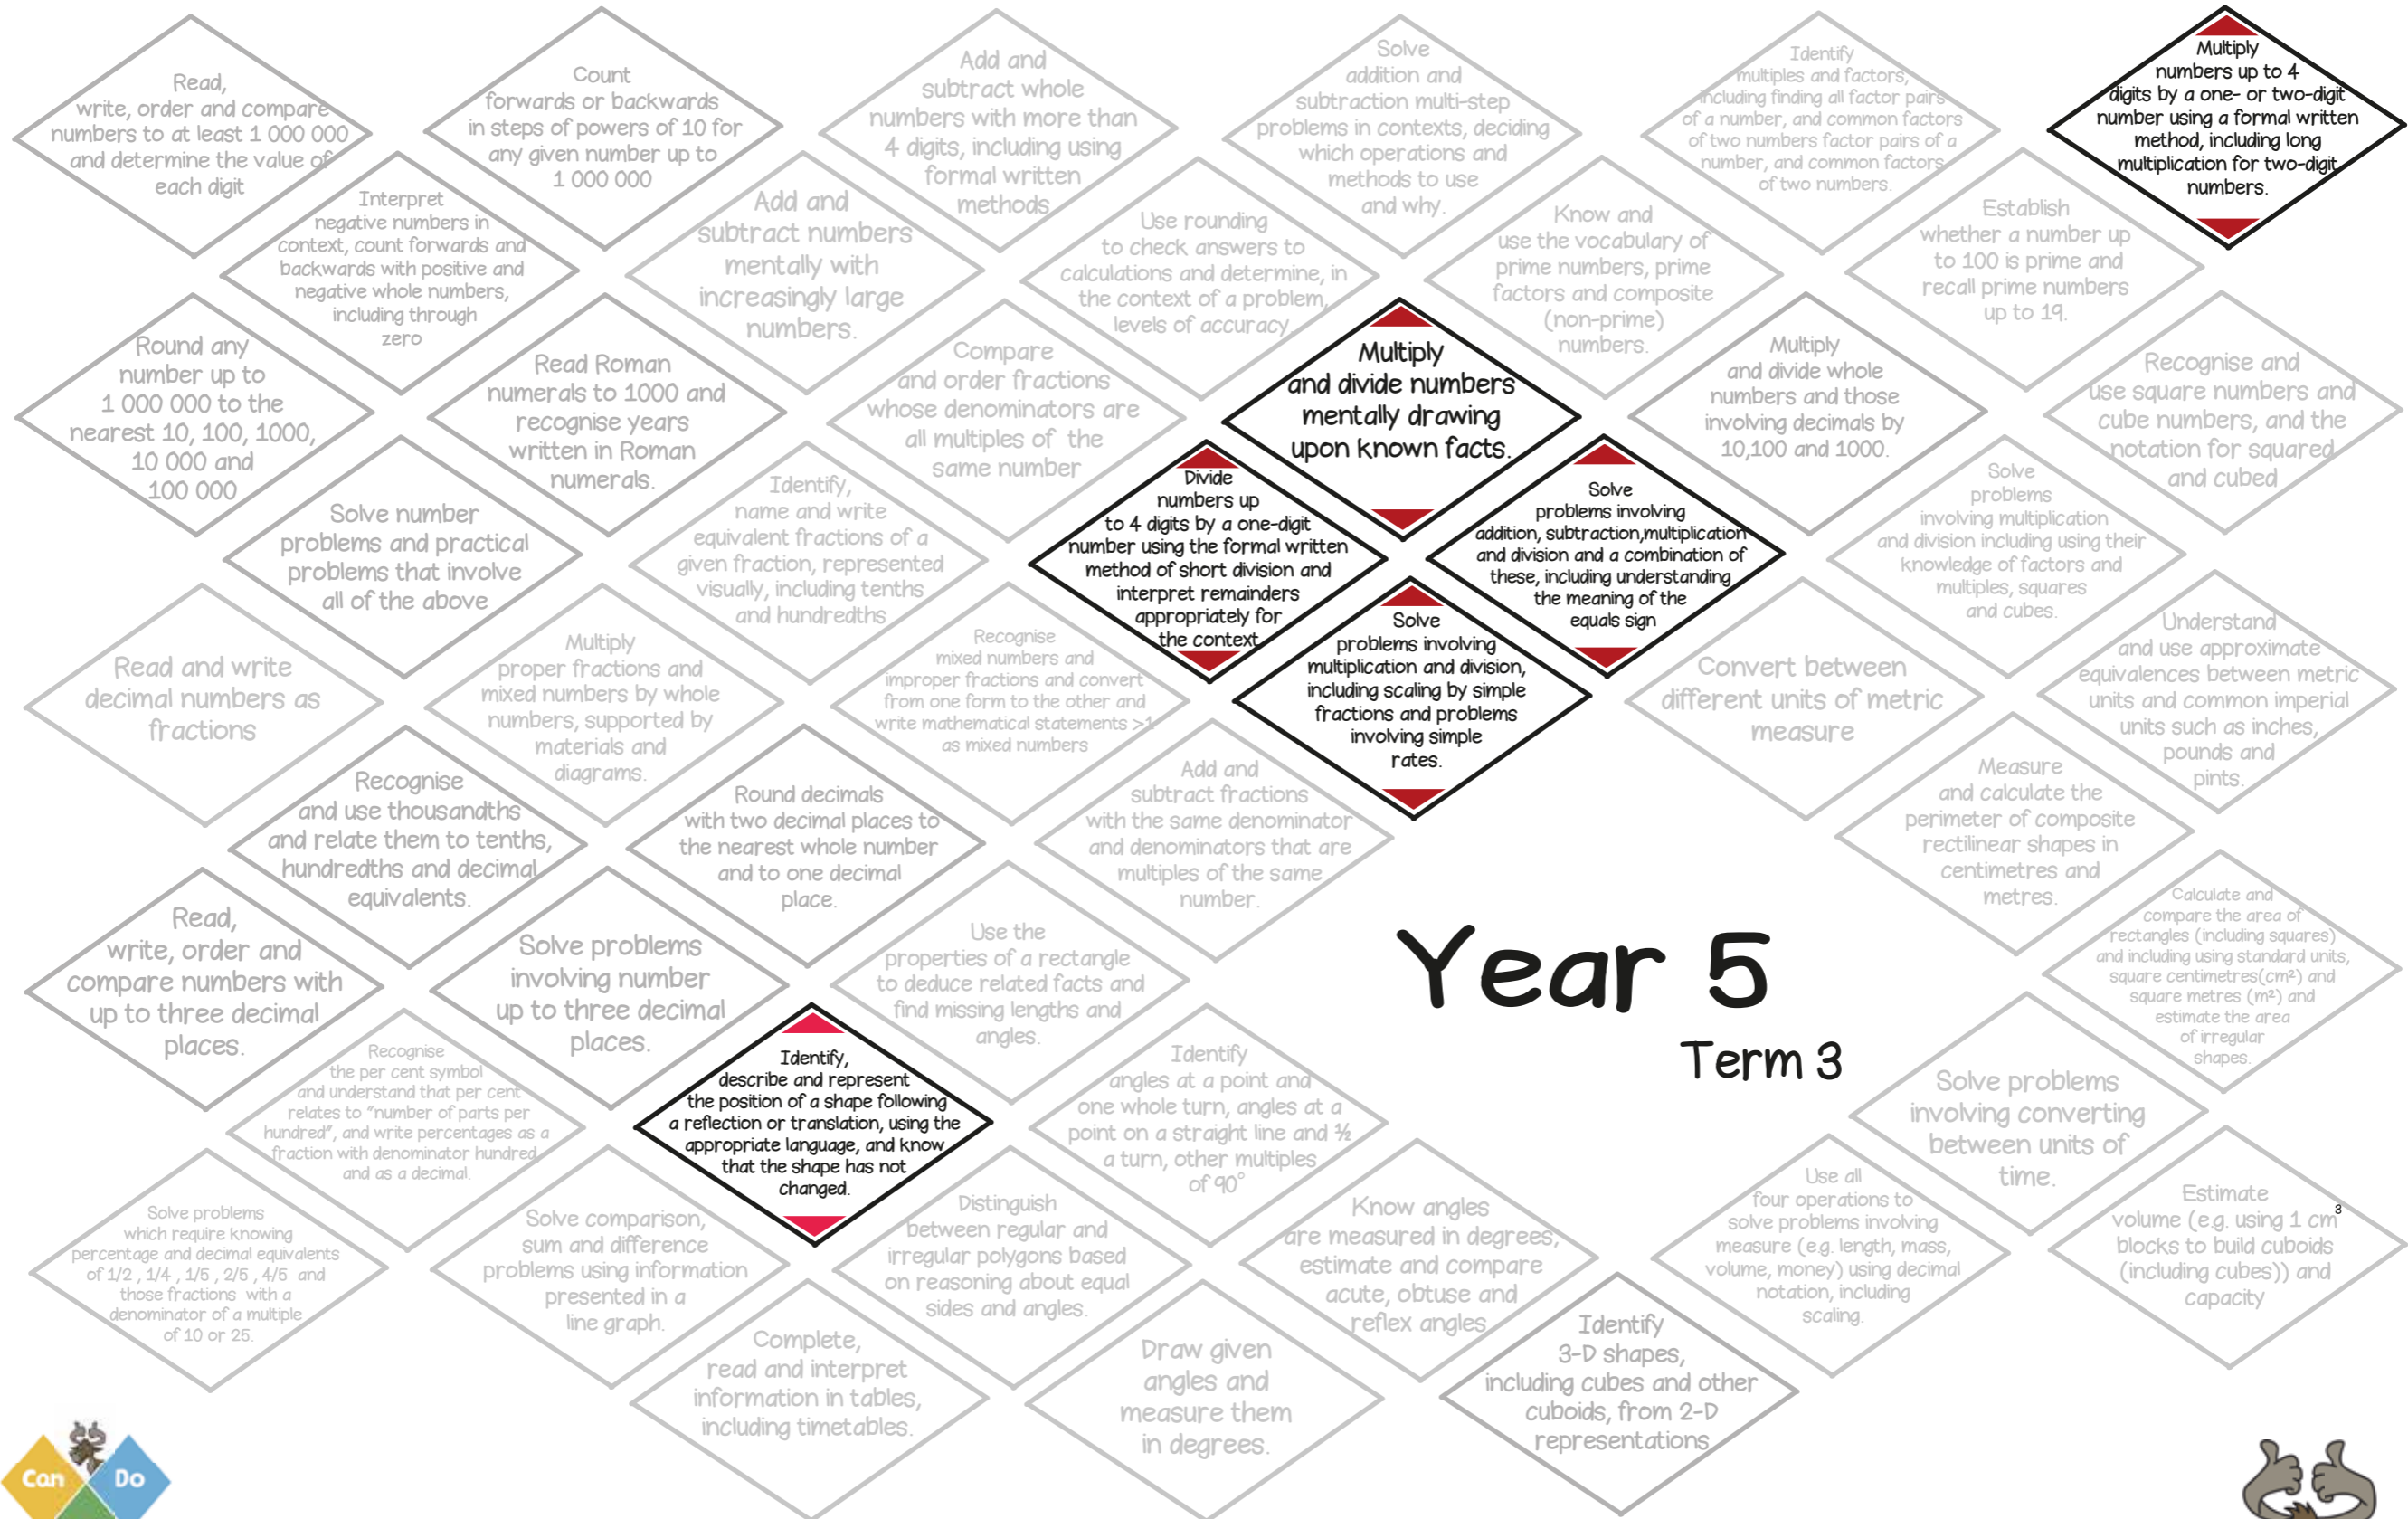 Read,
write, order and compare
numbers to at least 1 000 000
and determine the value of
each digit
Count
forwards or backwards
in steps of powers of 10 for
any given number up to
1 000 000
Add and
subtract whole
numbers with more than
4 digits, including using
formal written
methods
Solve
addition and
subtraction multi-step
problems in contexts, deciding
which operations and
methods to use
and why.
Identify
multiples and factors,
including finding all factor pairs
of a number, and common factors
of two numbers factor pairs of a
number, and common factors
of two numbers.
Multiply
numbers up to 4
digits by a one- or two-digit
number using a formal written
method, including long
multiplication for two-digit
numbers.
Interpret
negative numbers in
context, count forwards and
backwards with positive and
negative whole numbers,
including through
zero
Add and
subtract numbers
mentally with
increasingly large
numbers.
Use rounding
to check answers to
calculations and determine, in
the context of a problem,
levels of accuracy.
Know and
use the vocabulary of
prime numbers, prime
factors and composite
(non-prime)
numbers.
Establish
whether a number up
to 100 is prime and
recall prime numbers
up to 19.
Round any
number up to
1 000 000 to the
nearest 10, 100, 1000,
10 000 and
100 000
Read Roman
numerals to 1000 and
recognise years
written in Roman
numerals.
Compare
and order fractions
whose denominators are
all multiples of the
same number
Multiply
and divide numbers
mentally drawing
upon known facts.
Multiply
and divide whole
numbers and those
involving decimals by
10,100 and 1000.
Recognise and
use square numbers and
cube numbers, and the
notation for squared
and cubed
Solve number
problems and practical
problems that involve
all of the above
Identify,
name and write
equivalent fractions of a
given fraction, represented
visually, including tenths
and hundredths
Divide
numbers up
to 4 digits by a one-digit
number using the formal written
method of short division and
interpret remainders
appropriately for
the context
Solve
problems involving
addition, subtraction,multiplication
and division and a combination of
these, including understanding
the meaning of the
equals sign
Solve
problems
involving multiplication
and division including using their
knowledge of factors and
multiples, squares
and cubes.
Read and write
decimal numbers as
fractions
Multiply
proper fractions and
mixed numbers by whole
numbers, supported by
materials and
diagrams.
Recognise
mixed numbers and
improper fractions and convert
from one form to the other and
write mathematical statements >1
as mixed numbers
Solve
problems involving
multiplication and division,
including scaling by simple
fractions and problems
involving simple
rates.
Convert between
different units of metric
measure
Understand
and use approximate
equivalences between metric
units and common imperial
units such as inches,
pounds and
pints.
Recognise
and use thousandths
and relate them to tenths,
hundredths and decimal
equivalents.
Round decimals
with two decimal places to
the nearest whole number
and to one decimal
place.
Add and
subtract fractions
with the same denominator
and denominators that are
multiples of the same
number.
Measure
and calculate the
perimeter of composite
rectilinear shapes in
centimetres and
metres.
Read,
write, order and
compare numbers with
up to three decimal
places.
Solve problems
involving number
up to three decimal
places.
Use the
properties of a rectangle
to deduce related facts and
find missing lengths and
angles.
Year 5
Term 3
Calculate and
compare the area of
rectangles (including squares)
and including using standard units,
square centimetres(cm²) and
square metres (m²) and
estimate the area
of irregular
shapes.
Recognise
the per cent symbol
and understand that per cent
relates to "number of parts per
hundred", and write percentages as a
fraction with denominator hundred
and as a decimal.
Identify,
describe and represent
the position of a shape following
a reflection or translation, using the
appropriate language, and know
that the shape has not
changed.
Identify
angles at a point and
one whole turn, angles at a
point on a straight line and ½
a turn, other multiples
of 90°
Solve problems
involving converting
between units of
time.
Solve problems
which require knowing
percentage and decimal equivalents
of 1/2 , 1/4 , 1/5 , 2/5 , 4/5 and
those fractions with a
denominator of a multiple
of 10 or 25.
Solve comparison,
sum and difference
problems using information
presented in a
line graph.
Distinguish
between regular and
irregular polygons based
on reasoning about equal
sides and angles.
Know angles
are measured in degrees,
estimate and compare
acute, obtuse and
reflex angles
Use all
four operations to
solve problems involving
measure (e.g. length, mass,
volume, money) using decimal
notation, including
scaling.
Estimate
volume (e.g. using 1 cm³
blocks to build cuboids
(including cubes)) and
capacity
Complete,
read and interpret
information in tables,
including timetables.
Draw given
angles and
measure them
in degrees.
Identify
3-D shapes,
including cubes and other
cuboids, from 2-D
representations
Can Do